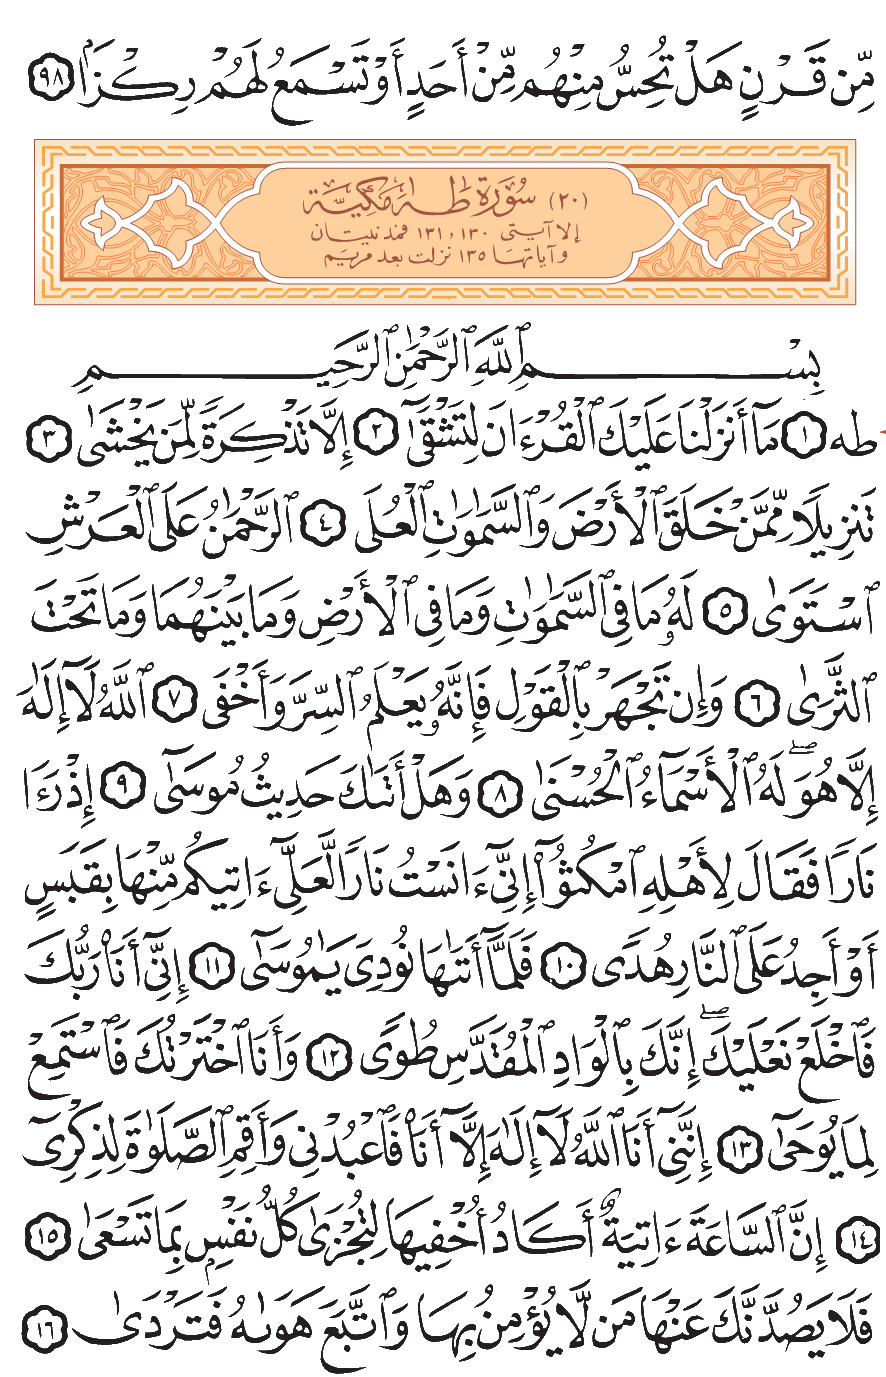 مِّن قَرۡنٍ هَلۡ تُحِسُّ مِنۡهُم مِّنۡ أَحَدٍ أَوۡ تَسۡمَعُ لَهُمۡ رِكۡزَۢا ٩٨
(٢٠) سُورَة طه مَكِيَّة
إلا آيتى ١٣٠ و ١٣١ فمدنيتان
وآياتها ١٣٥ نزلت بعد مريم
بِسۡمِ ٱللَّهِ ٱلرَّحۡمَٰنِ ٱلرَّحِيمِ
طه ١ مَآ أَنزَلۡنَا عَلَيۡكَ ٱلۡقُرۡءَانَ لِتَشۡقَىٰٓ ٢ إِلَّا تَذۡكِرَةٗ لِّمَن يَخۡشَىٰ ٣
تَنزِيلٗا مِّمَّنۡ خَلَقَ ٱلۡأَرۡضَ وَٱلسَّمَٰوَٰتِ ٱلۡعُلَى ٤ ٱلرَّحۡمَٰنُ عَلَى ٱلۡعَرۡشِ
ٱسۡتَوَىٰ ٥ لَهُۥ مَا فِي ٱلسَّمَٰوَٰتِ وَمَا فِي ٱلۡأَرۡضِ وَمَا بَيۡنَهُمَا وَمَا تَحۡتَ
ٱلثَّرَىٰ ٦ وَإِن تَجۡهَرۡ بِٱلۡقَوۡلِ فَإِنَّهُۥ يَعۡلَمُ ٱلسِّرَّ وَأَخۡفَى ٧ ٱللَّهُ لَآ إِلَٰهَ
إِلَّا هُوَۖ لَهُ ٱلۡأَسۡمَآءُ ٱلۡحُسۡنَىٰ ٨ وَهَلۡ أَتَىٰكَ حَدِيثُ مُوسَىٰٓ ٩ إِذۡ رَءَا
نَارٗا فَقَالَ لِأَهۡلِهِ ٱمۡكُثُوٓاْ إِنِّيٓ ءَانَسۡتُ نَارٗا لَّعَلِّيٓ ءَاتِيكُم مِّنۡهَا بِقَبَسٍ
أَوۡ أَجِدُ عَلَى ٱلنَّارِ هُدٗى ١٠ فَلَمَّآ أَتَىٰهَا نُودِيَ يَٰمُوسَىٰٓ ١١ إِنِّيٓ أَنَا۠ رَبُّكَ
فَٱخۡلَعۡ نَعۡلَيۡكَۖ إِنَّكَ بِٱلۡوَادِ ٱلۡمُقَدَّسِ طُوٗى ١٢ وَأَنَا ٱخۡتَرۡتُكَ فَٱسۡتَمِعۡ
لِمَا يُوحَىٰٓ ١٣ إِنَّنِيٓ أَنَا ٱللَّهُ لَآ إِلَٰهَ إِلَّآ أَنَا۠ فَٱعۡبُدۡنِي وَأَقِمِ ٱلصَّلَوٰةَ لِذِكۡرِيٓ
١٤ إِنَّ ٱلسَّاعَةَ ءَاتِيَةٌ أَكَادُ أُخۡفِيهَا لِتُجۡزَىٰ كُلُّ نَفۡسِۭ بِمَا تَسۡعَىٰ ١٥
فَلَا يَصُدَّنَّكَ عَنۡهَا مَن لَّا يُؤۡمِنُ بِهَا وَٱتَّبَعَ هَوَىٰهُ فَتَرۡدَىٰ ١٦